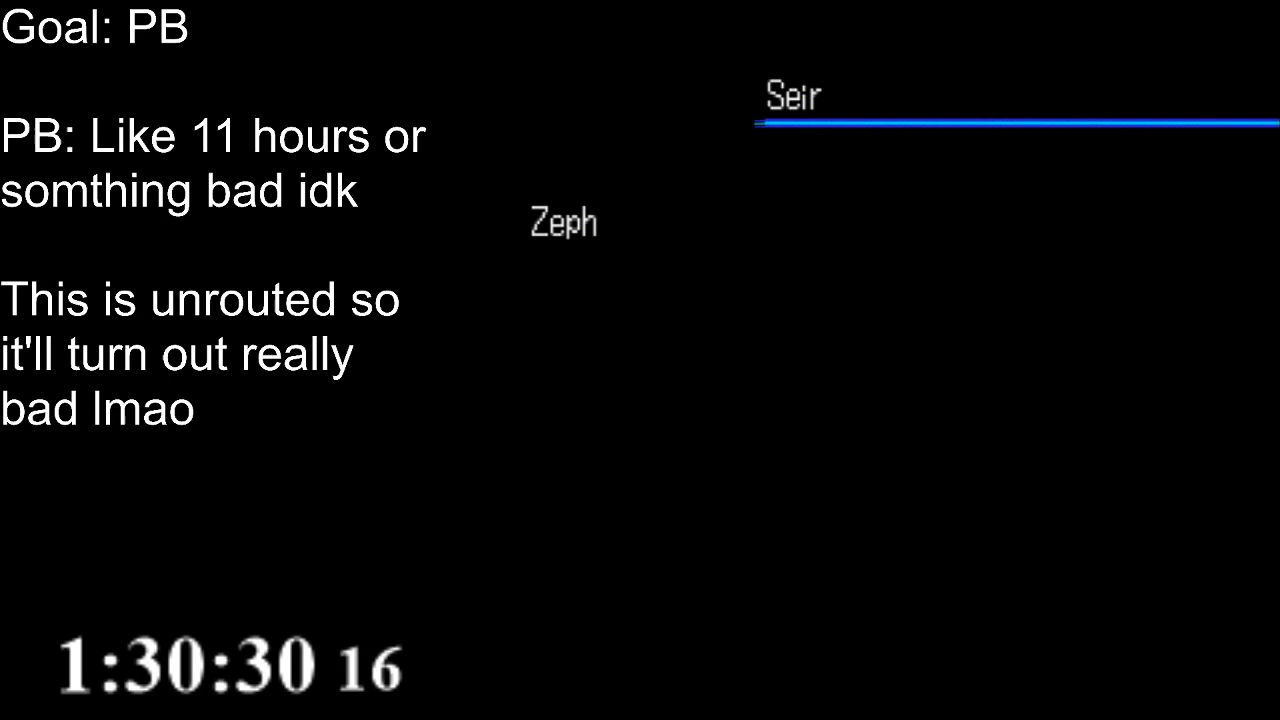 Goal: PB
Seir
PB: Like 11 hours or
somthing bad idk
Zeph
This is unrouted so
it'll turn out really
bad lmao
1:30:30 16